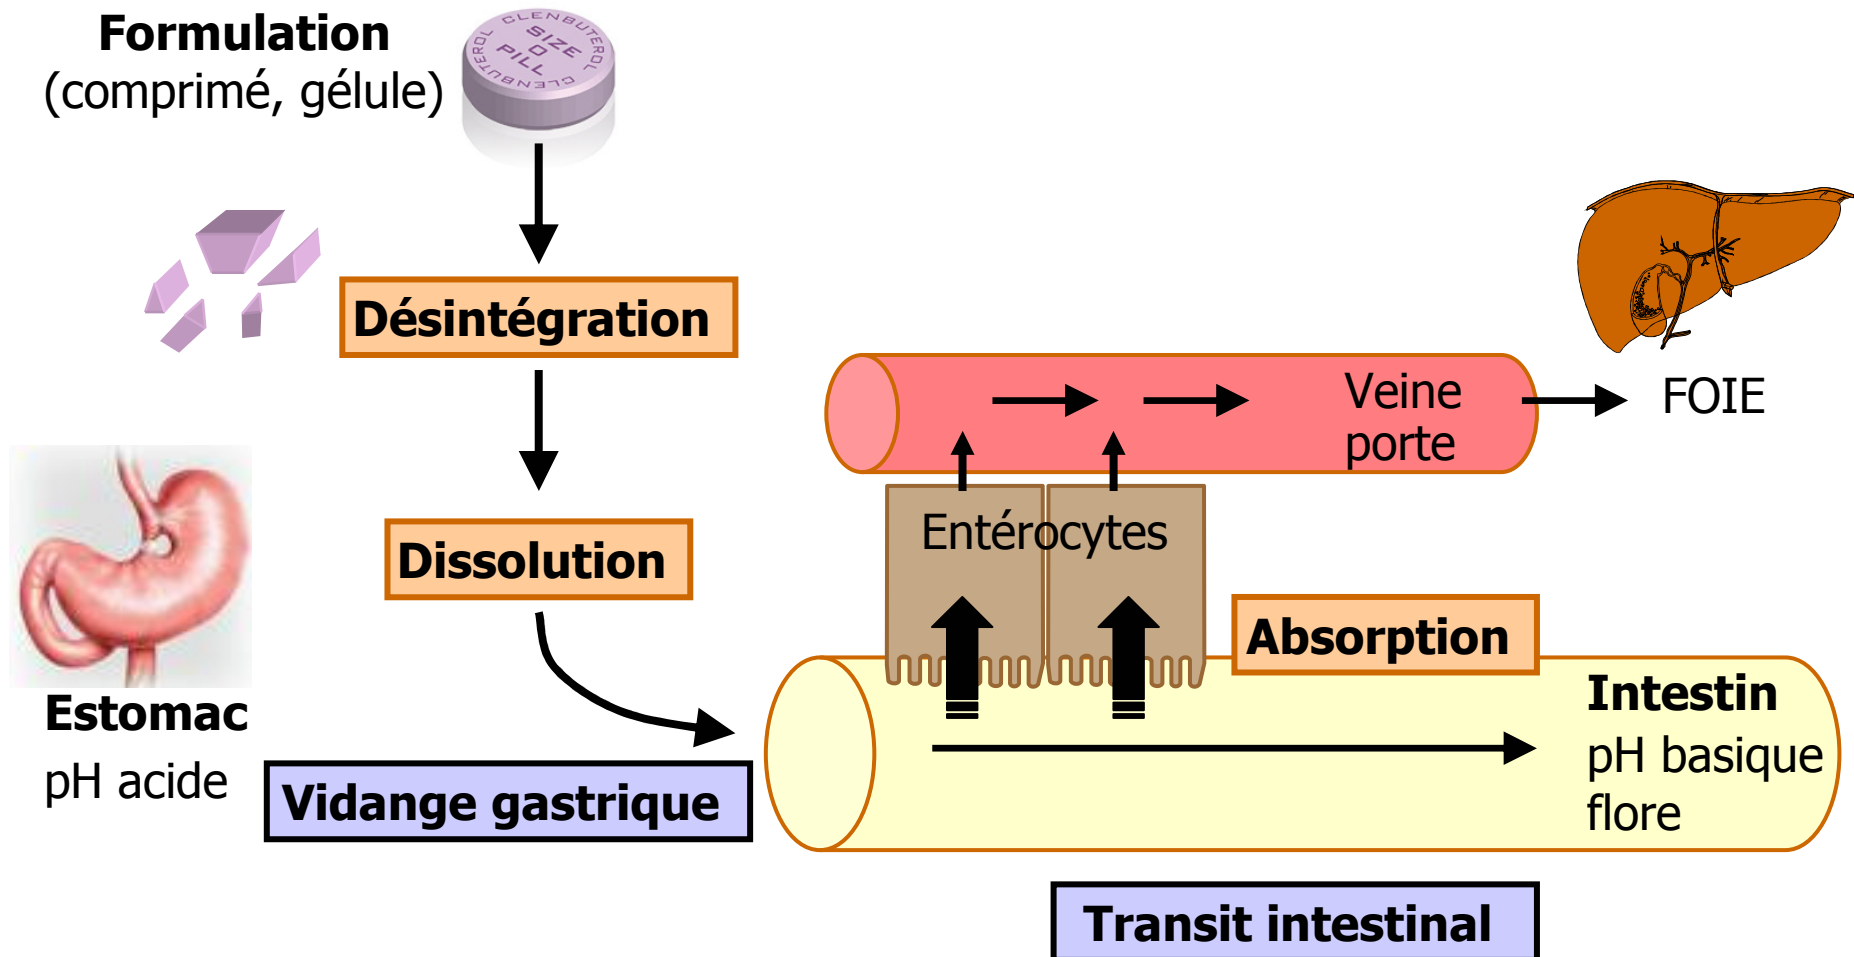 Formulation
(comprimé, gélule)
CLENBUTEROL CLENBUTEROL
SIZE
O
PILL
Désintégration
Veine
porte
FOIE
Entérocytes
Dissolution
Absorption
Estomac
pH acide
Intestin
pH basique
flore
Vidange gastrique
Transit intestinal